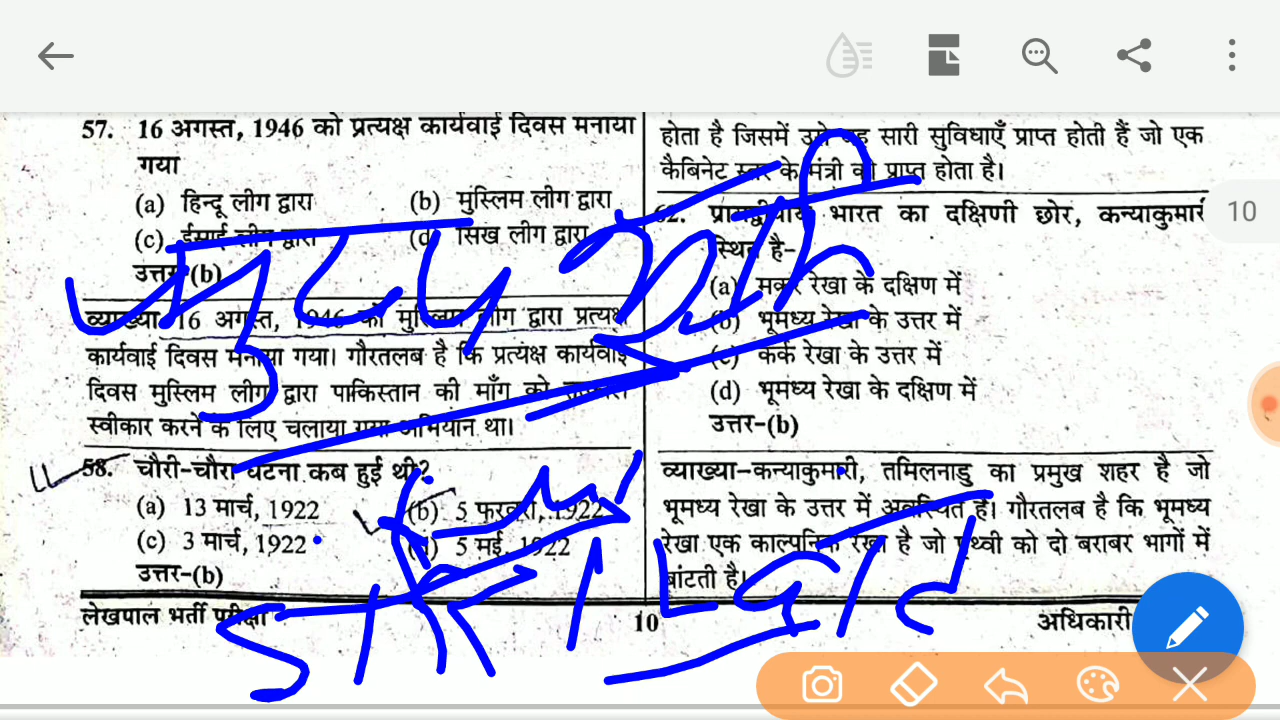 57. 16 अगस्त, 1946 को प्रत्यक्ष कार्यवाई दिवस मनाया
गया
(a) हिन्दू लीग द्वारा (b) मुस्लिम लीग द्वारा
(c) ईसाई लीग द्वारा (d) सिख लीग द्वारा
उत्तर-(b)
व्याख्या 16 अगस्त, 1946 को मुस्लिम लीग द्वारा प्रत्यक्ष
कार्यवाई दिवस मनाया गया। गौरतलब है कि प्रत्यक्ष कार्यवाई
दिवस मुस्लिम लीग द्वारा पाकिस्तान की माँग को
स्वीकार करने के लिए चलाया गया अभियान था।
58. चौरी-चौरा घटना कब हुई थी?
(a) 13 मार्च, 1922 (b) 5 फरवरी, 1922
(c) 3 मार्च, 1922 (d) 5 मई, 1922
उत्तर-(b)
लेखपाल भर्ती परीक्षा
होता है जिसमें उसे वह सारी सुविधाएँ प्राप्त होती हैं जो एक
कैबिनेट स्तर के मंत्री को प्राप्त होता है।
62. प्रायद्वीपीय भारत का दक्षिणी छोर, कन्याकुमारी
स्थित है-
(a) मकर रेखा के दक्षिण में
(b) भूमध्य रेखा के उत्तर में
(c) कर्क रेखा के उत्तर में
(d) भूमध्य रेखा के दक्षिण में
उत्तर-(b)
व्याख्या-कन्याकुमारी, तमिलनाडु का प्रमुख शहर है जो
भूमध्य रेखा के उत्तर में अवस्थित है। गौरतलब है कि भूमध्य
रेखा एक काल्पनिक रेखा है जो पृथ्वी को दो बराबर भागों में
बांटती है।
10
अधिकारी
10